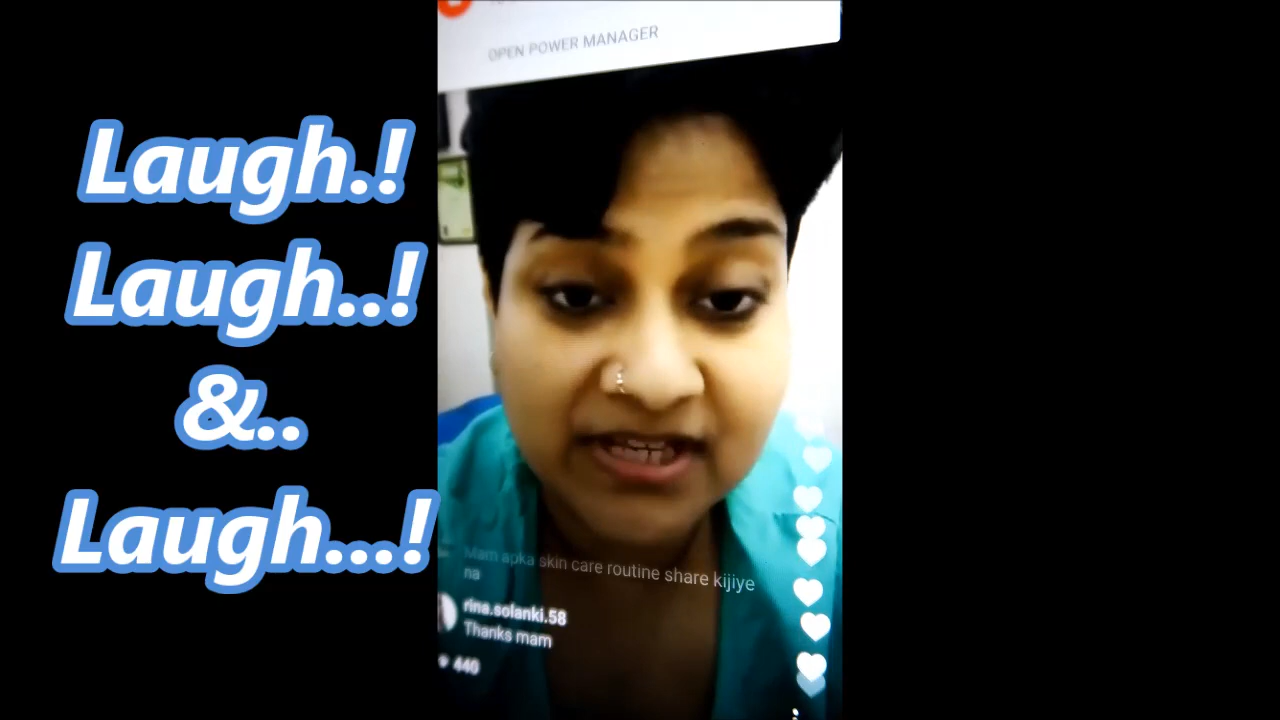 Laugh.!
Laugh..!
&..
Laugh...!
OPEN POWER MANAGER
Mam apka skin care routine share kijiye
na
rina.solanki.58
Thanks mam
440